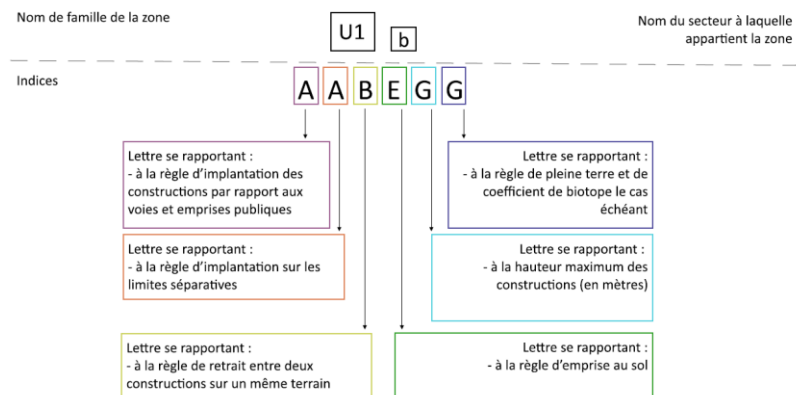 Nom de famille de la zone
Nom du secteur à laquelle
appartient la zone
U1
b
Indices
A A B E G G
Lettre se rapportant :
- à la règle d'implantation des
constructions par rapport aux
voies et emprises publiques
Lettre se rapportant :
- à la règle de pleine terre et de
coefficient de biotope le cas
échéant
Lettre se rapportant :
- à la règle d'implantation sur les
limites séparatives
Lettre se rapportant :
- à la hauteur maximum des
constructions (en mètres)
Lettre se rapportant :
- à la règle de retrait entre deux
constructions sur un même terrain
Lettre se rapportant :
- à la règle d'emprise au sol